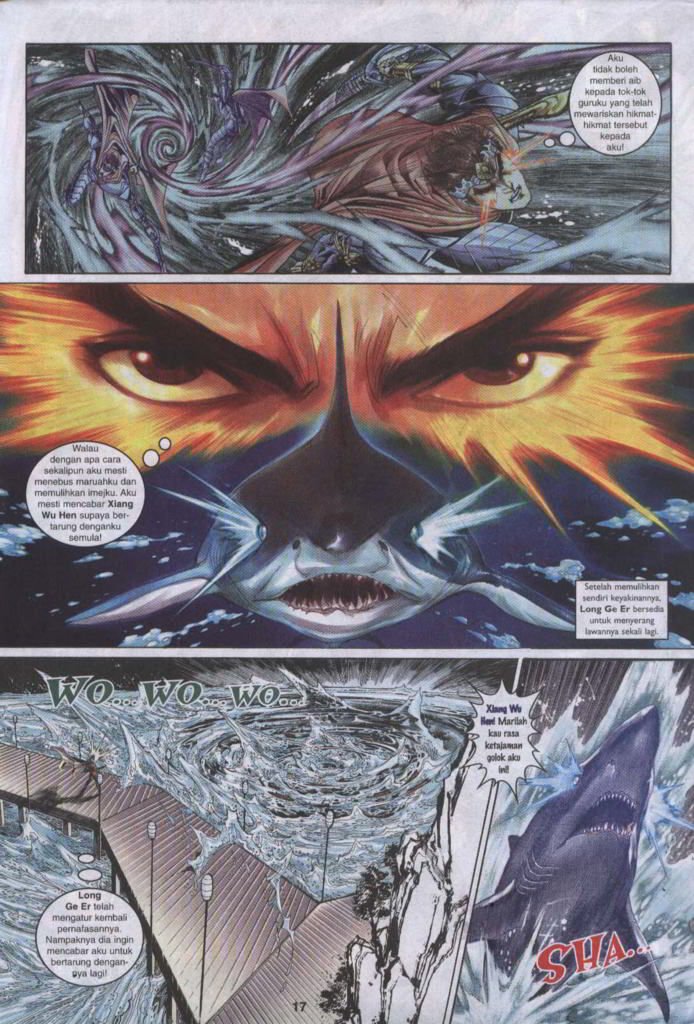 Aku
tidak boleh
memberi aib
kepada tok-tok
guruku yang telah
mewariskan hikmat-
hikmat tersebut
kepada
aku!
Walau
dengan apa cara
sekalipun aku mesti
menebus maruahku dan
memulihkan imejku. Aku
mesti mencabar Xiang
Wu Hen supaya ber-
tarung denganku
semula!
Setelah memulihkan
sendiri keyakinannya,
Long Ge Er bersedia
untuk menyerang
lawannya sekali lagi.
WO...WO...WO...
Xiang Wu
Hen! Marilah
kau rasa
ketajaman
golok aku
ini!
Long
Ge Er telah
mengatur kembali
pernafasannya.
Nampaknya dia ingin
mencabar aku untuk
bertarung dengan-
nya lagi!
SHA...
17